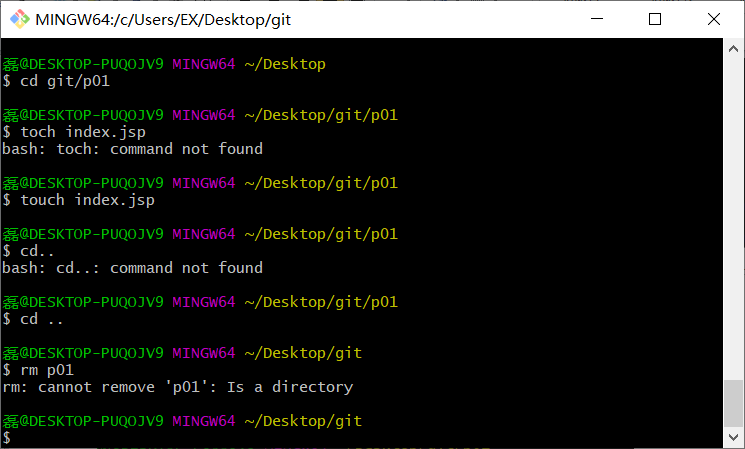 MINGW64:/c/Users/EX/Desktop/git
磊@DESKTOP-PUQOJV9 MINGW64 ~/Desktop
$ cd git/p01
磊@DESKTOP-PUQOJV9 MINGW64 ~/Desktop/git/p01
$ toch index.jsp
bash: toch: command not found
磊@DESKTOP-PUQOJV9 MINGW64 ~/Desktop/git/p01
$ touch index.jsp
磊@DESKTOP-PUQOJV9 MINGW64 ~/Desktop/git/p01
$ cd..
bash: cd..: command not found
磊@DESKTOP-PUQOJV9 MINGW64 ~/Desktop/git/p01
$ cd ..
磊@DESKTOP-PUQOJV9 MINGW64 ~/Desktop/git
$ rm p01
rm: cannot remove 'p01': Is a directory
磊@DESKTOP-PUQOJV9 MINGW64 ~/Desktop/git
$